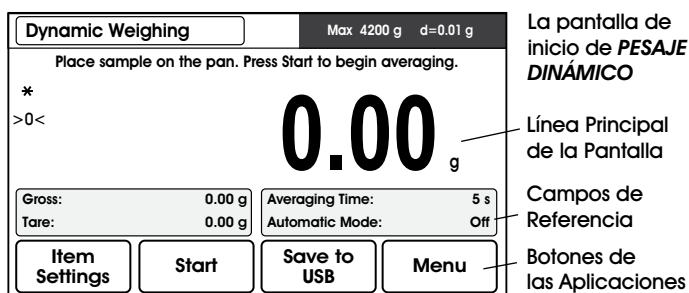 Dynamic Weighing
Max 4200 g d=0.01 g
Place sample on the pan. Press Start to begin averaging.
*
>0<
0.00 g
Gross: 0.00 g
Tare: 0.00 g
Averaging Time: 5 s
Automatic Mode: Off
Item
Settings
Start
Save to
USB
Menu
La pantalla de
inicio de PESAJE
DINÁMICO
Línea Principal
de la Pantalla
Campos de
Referencia
Botones de
las Aplicaciones